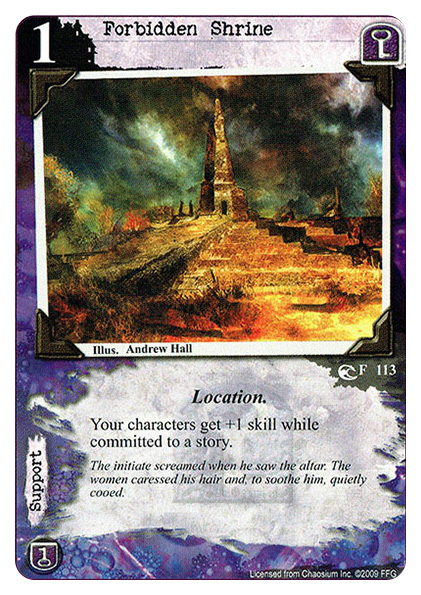 1
Forbidden Shrine
Illus. Andrew Hall
F 113
Location.
Your characters get +1 skill while
committed to a story.
The initiate screamed when he saw the altar. The
women caressed his hair and, to soothe him, quietly
cooed.
Support
1
Licensed from Chaosium Inc. ©2009 FFG